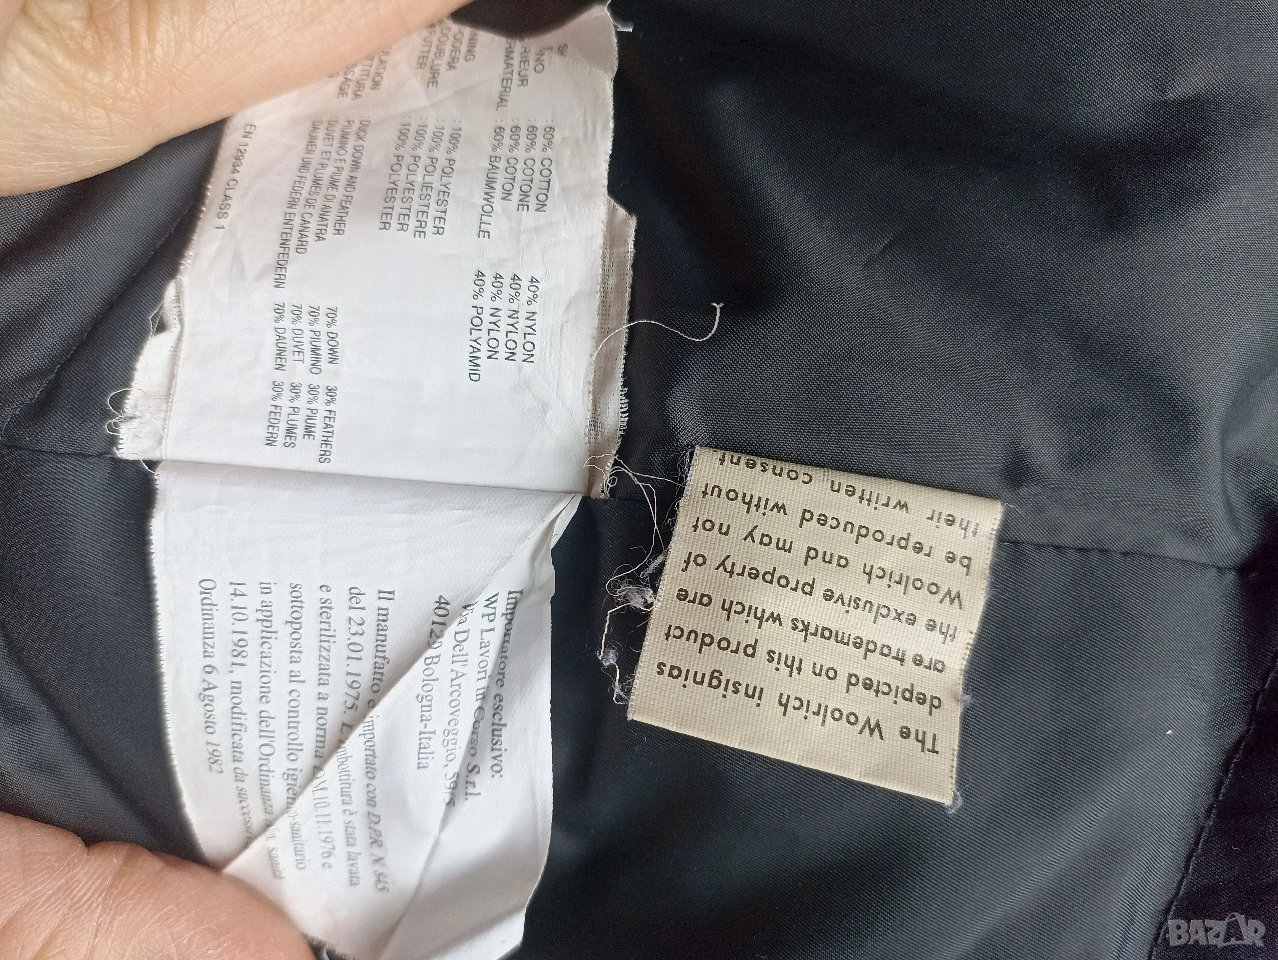 : 60% COTTON 40% NYLON
: 60% COTONE 40% NYLON
RIEUR : 60% COTON 40% NYLON
RMATERIAL : 60% BAUMWOLLE 40% POLYAMID
: 100% POLYESTER
: 100% POLIESTERE
: 100% POLYESTER
: 100% POLYESTER
DUCK DOWN AND FEATHER 70% DOWN 30% FEATHERS
PIUMINO E PIUME DI ANATRA 70% PIUMINO 30% PIUME
DUVET ET PLUMES DE CANARD 70% DUVET 30% PLUMES
DAUNEN UND FEDERN ENTENFEDERN 70% DAUNEN 30% FEDERN
EN 12934 CLASS 1
Importatore esclusivo:
WP Lavori in Corso S.r.l.
Via Dell'Arcoveggio, 59/5
40129 Bologna-Italia
Il manufatto è importato con D.P.R. N 845
del 23.01.1975. L'imbottitura è stata lavata
e sterilizzata a norma D.M. 10.11.1976 e
sottoposta al controllo igienico-sanitario
in applicazione dell'Ordinanza
14.10.1981, modificata da
Ordinanza 6 Agosto 1982
The Woolrich insignias
depicted on this product
are trademarks which are
the exclusive property of
Woolrich and may not
be reproduced without
their written consent.
BAZAR